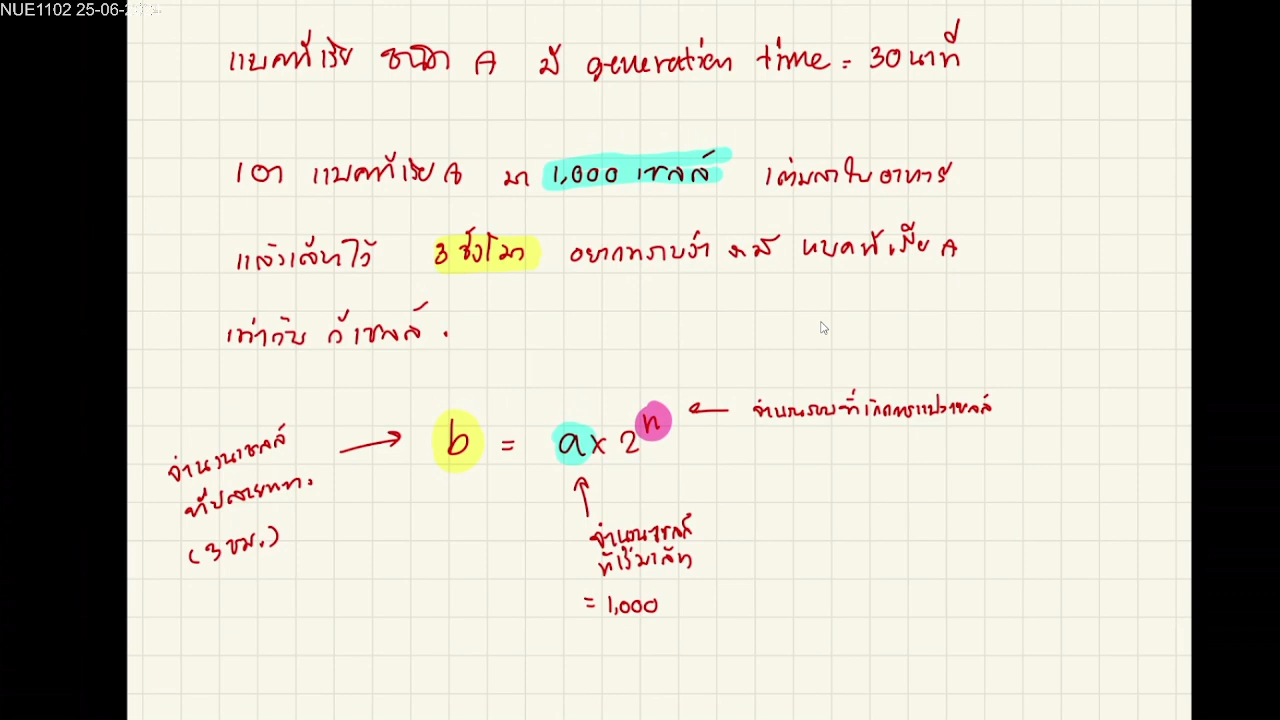 NUE1102 25-06-2
แบคทีเรีย ชนิด A มี generation time = 30 นาที
เอา แบคทีเรีย A มา 1,000 เซลล์ เติมลงในอาหาร
แล้วเลี้ยงไว้ 3 ชั่วโมง อยากทราบว่า จะมี แบคทีเรีย A
เท่ากับ กี่เซลล์ .
จำนวนรอบที่เกิดการแบ่งเซลล์
b = a x 2^n
จำนวนเซลล์
ที่ปลายทาง
(3 ชม.)
จำนวนเซลล์
ที่เริ่มต้น
= 1,000